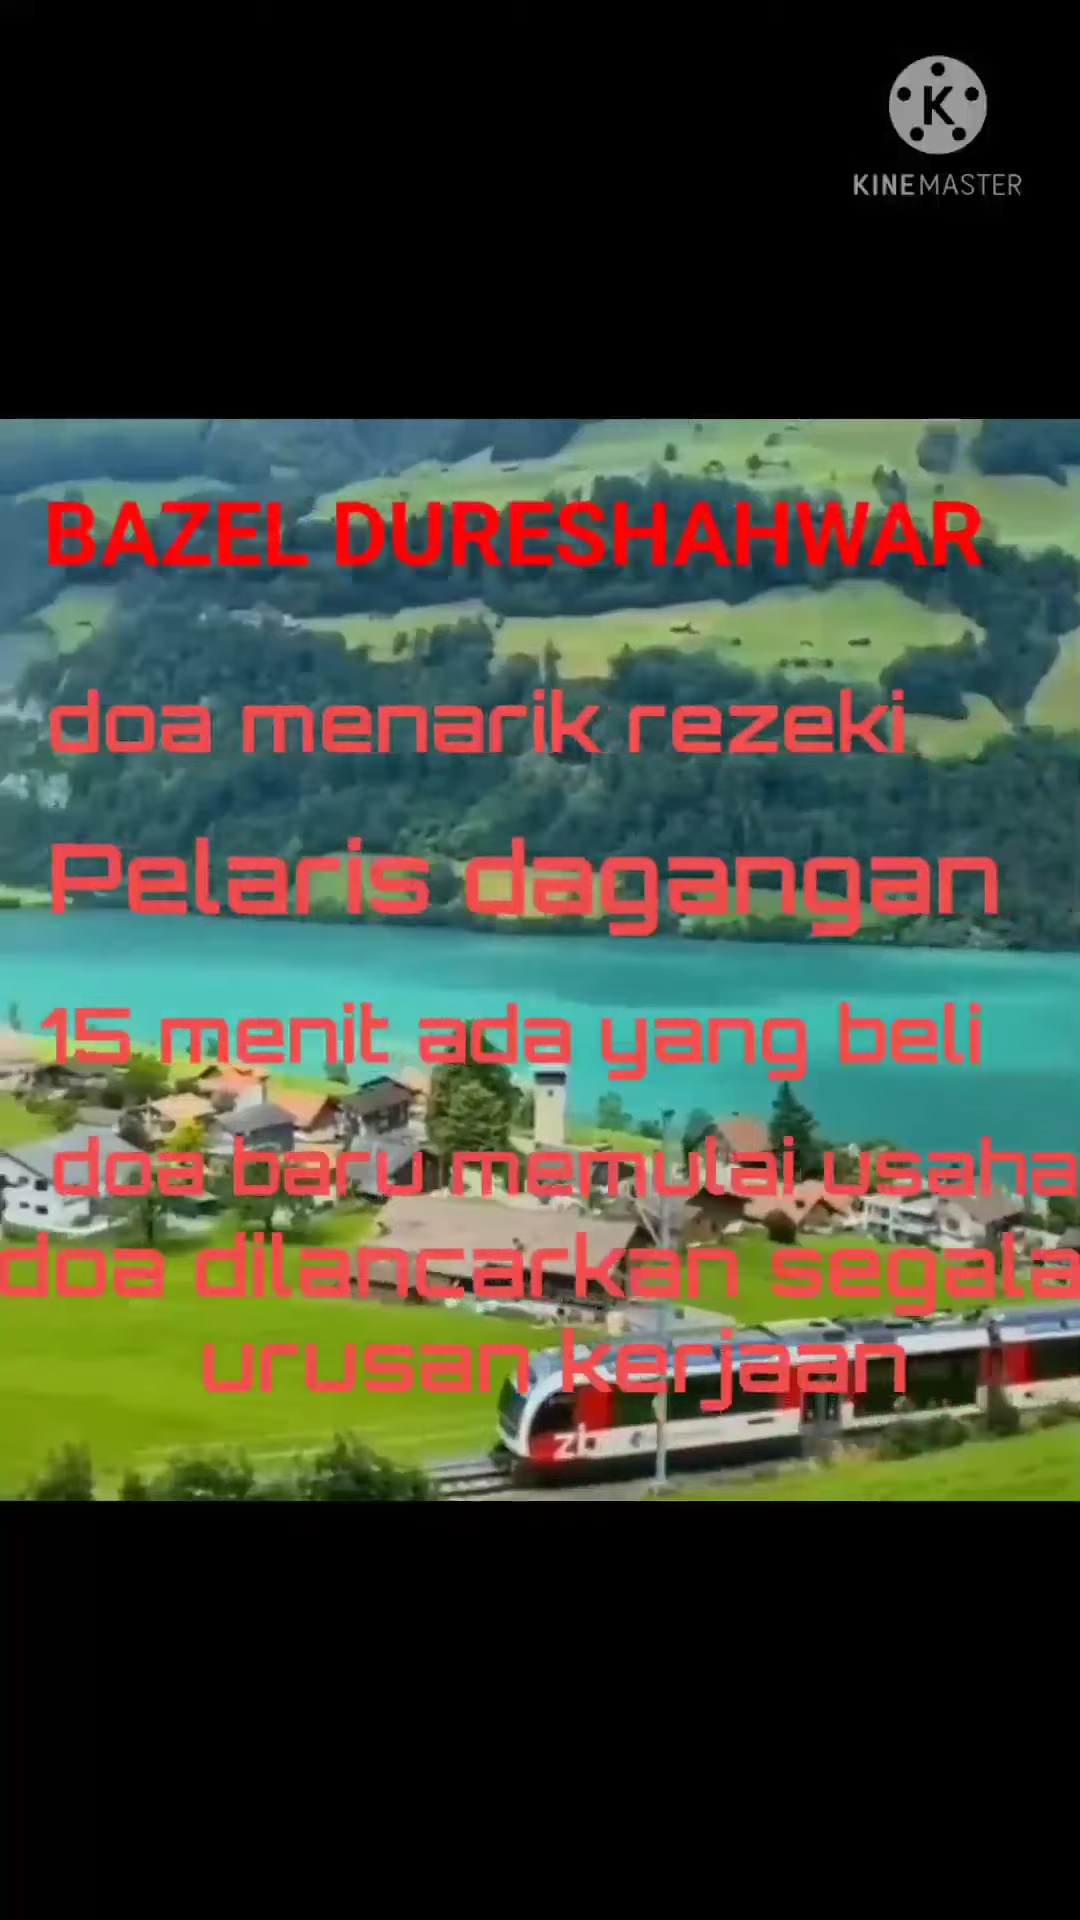 K
KINEMASTER
BAZEL DURESHAHWAR
doa menarik rezeki
Pelaris dagangan
15 menit ada yang beli
doa baru memulai usaha
doa dilancarkan segala
urusan kerjaan
zb